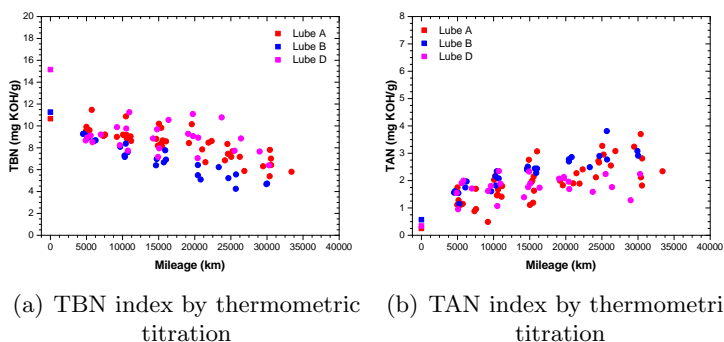 20
18
16
14
12
10
8
6
4
2
0
TBN (mg KOH/g)
Lube A
Lube B
Lube D
0 5000 10000 15000 20000 25000 30000 35000 40000
Mileage (km)
8
7
6
5
4
3
2
1
0
TAN (mg KOH/g)
Lube A
Lube B
Lube D
0 5000 10000 15000 20000 25000 30000 35000 40000
Mileage (km)
(a) TBN index by thermometric
titration
(b) TAN index by thermometri
titration